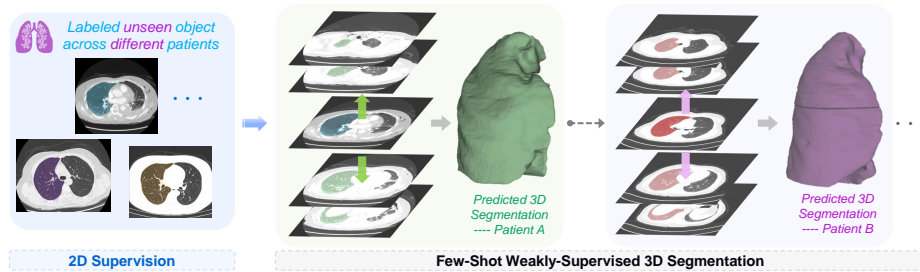 Labeled unseen object
across different patients
. . .
Predicted 3D
Segmentation
---- Patient A
Predicted 3D
Segmentation
---- Patient B
. .
2D Supervision
Few-Shot Weakly-Supervised 3D Segmentation